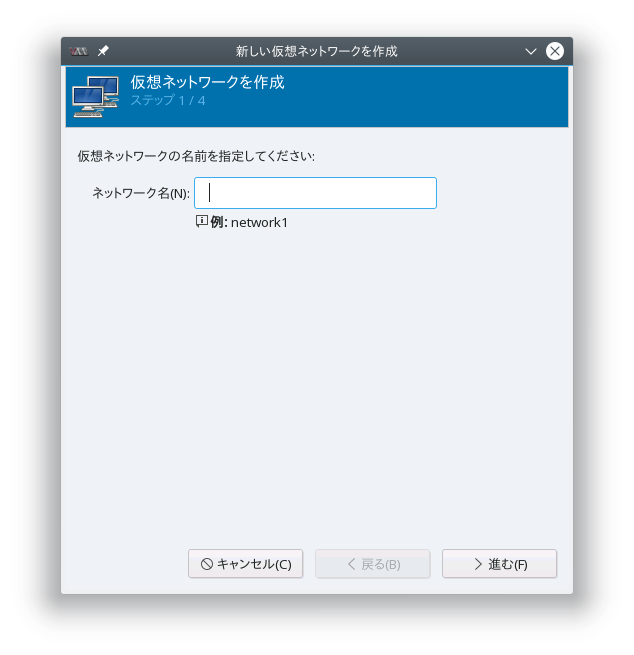 新しい仮想ネットワークを作成
仮想ネットワークを作成
ステップ 1 / 4
仮想ネットワークの名前を指定してください:
ネットワーク名(N):
例: network1
キャンセル(C)
戻る(B)
進む(F)